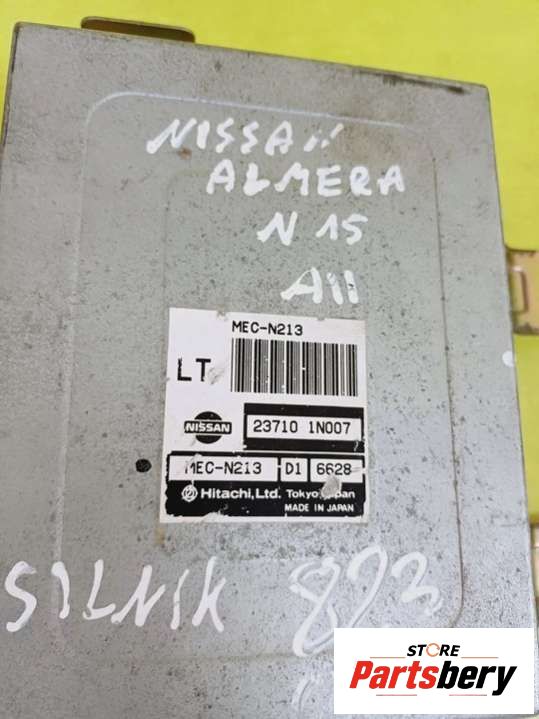 NISSAN
ALMERA
N 15
MEC-N213
LT
NISSAN
23710 1N007
MEC-N213 D1 6628
Hitachi, Ltd. Tokyo Japan
MADE IN JAPAN
SILNIK 823
STORE
Partsbery